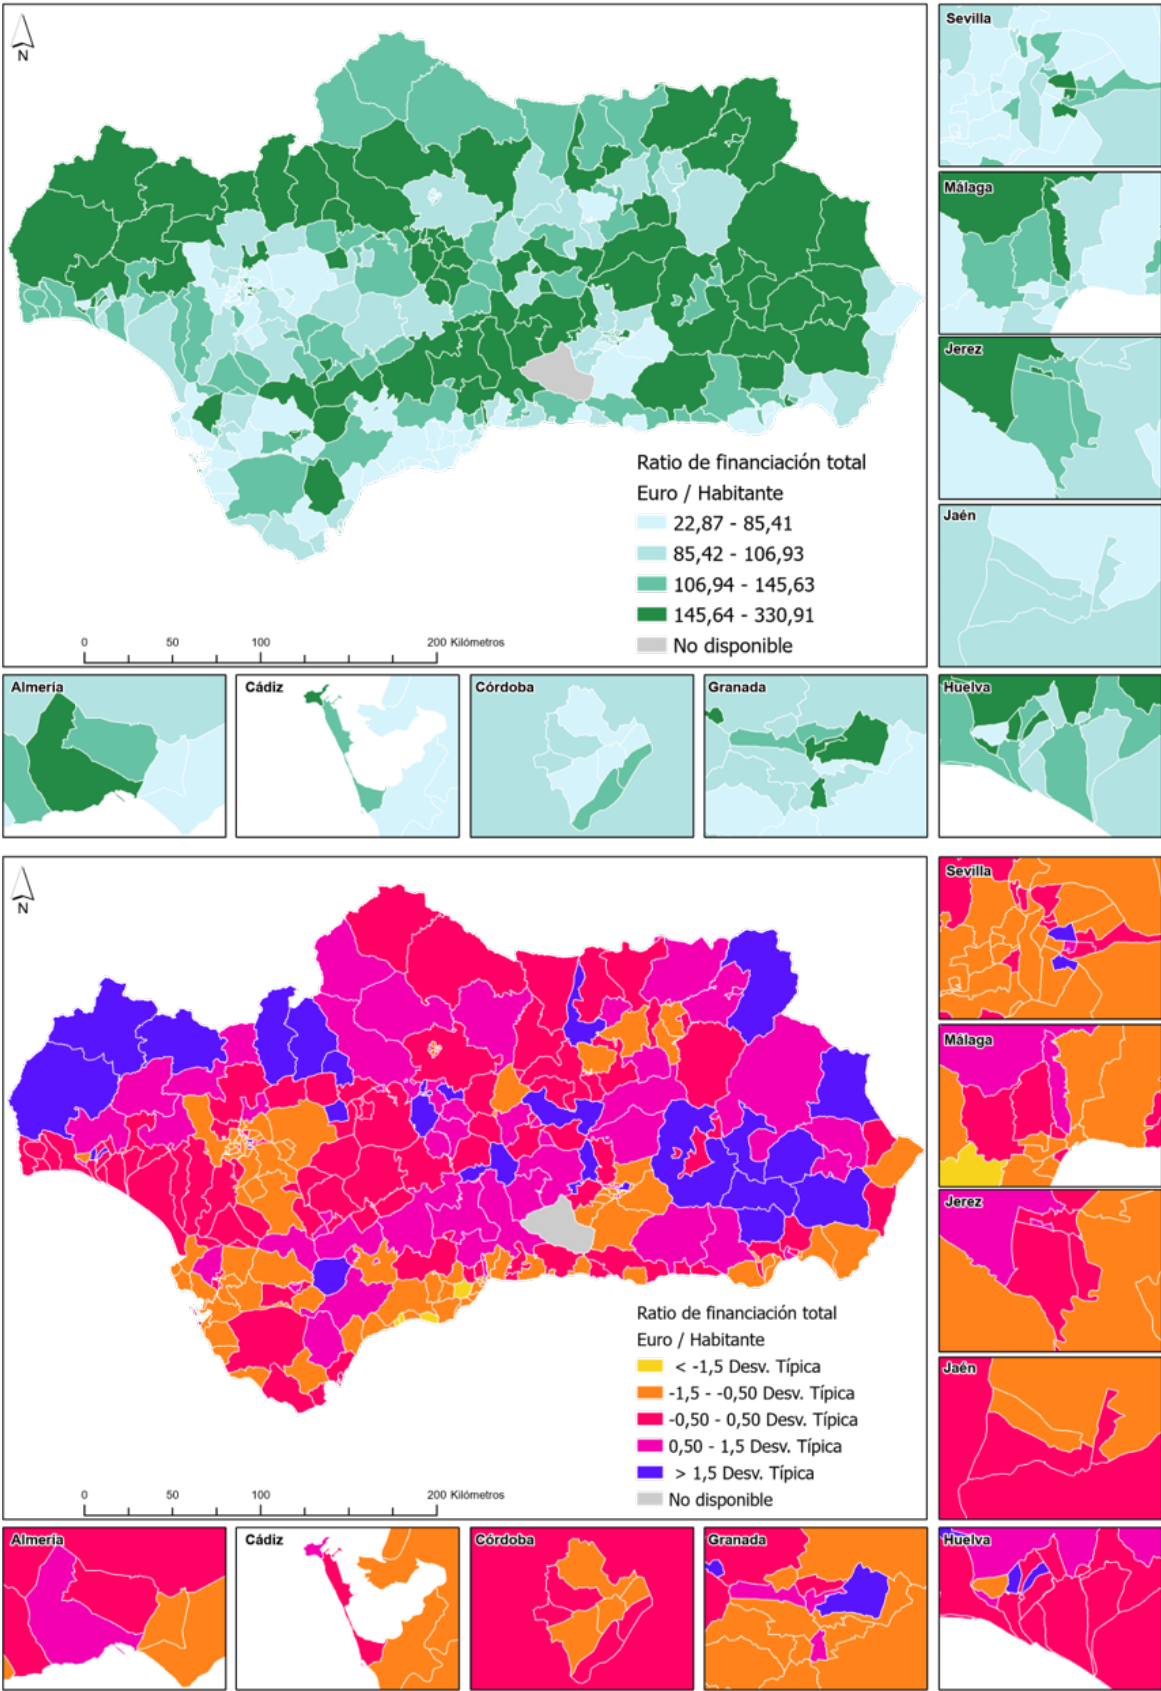 N
Ratio de financiación total
Euro / Habitante
22,87 - 85,41
85,42 - 106,93
106,94 - 145,63
145,64 - 330,91
No disponible
0 50 100 200 Kilómetros
Sevilla
Málaga
Jerez
Jaén
Almería
Cádiz
Córdoba
Granada
Huelva
N
Ratio de financiación total
Euro / Habitante
< -1,5 Desv. Típica
-1,5 - -0,50 Desv. Típica
-0,50 - 0,50 Desv. Típica
0,50 - 1,5 Desv. Típica
> 1,5 Desv. Típica
No disponible
0 50 100 200 Kilómetros
Sevilla
Málaga
Jerez
Jaén
Almería
Cádiz
Córdoba
Granada
Huelva